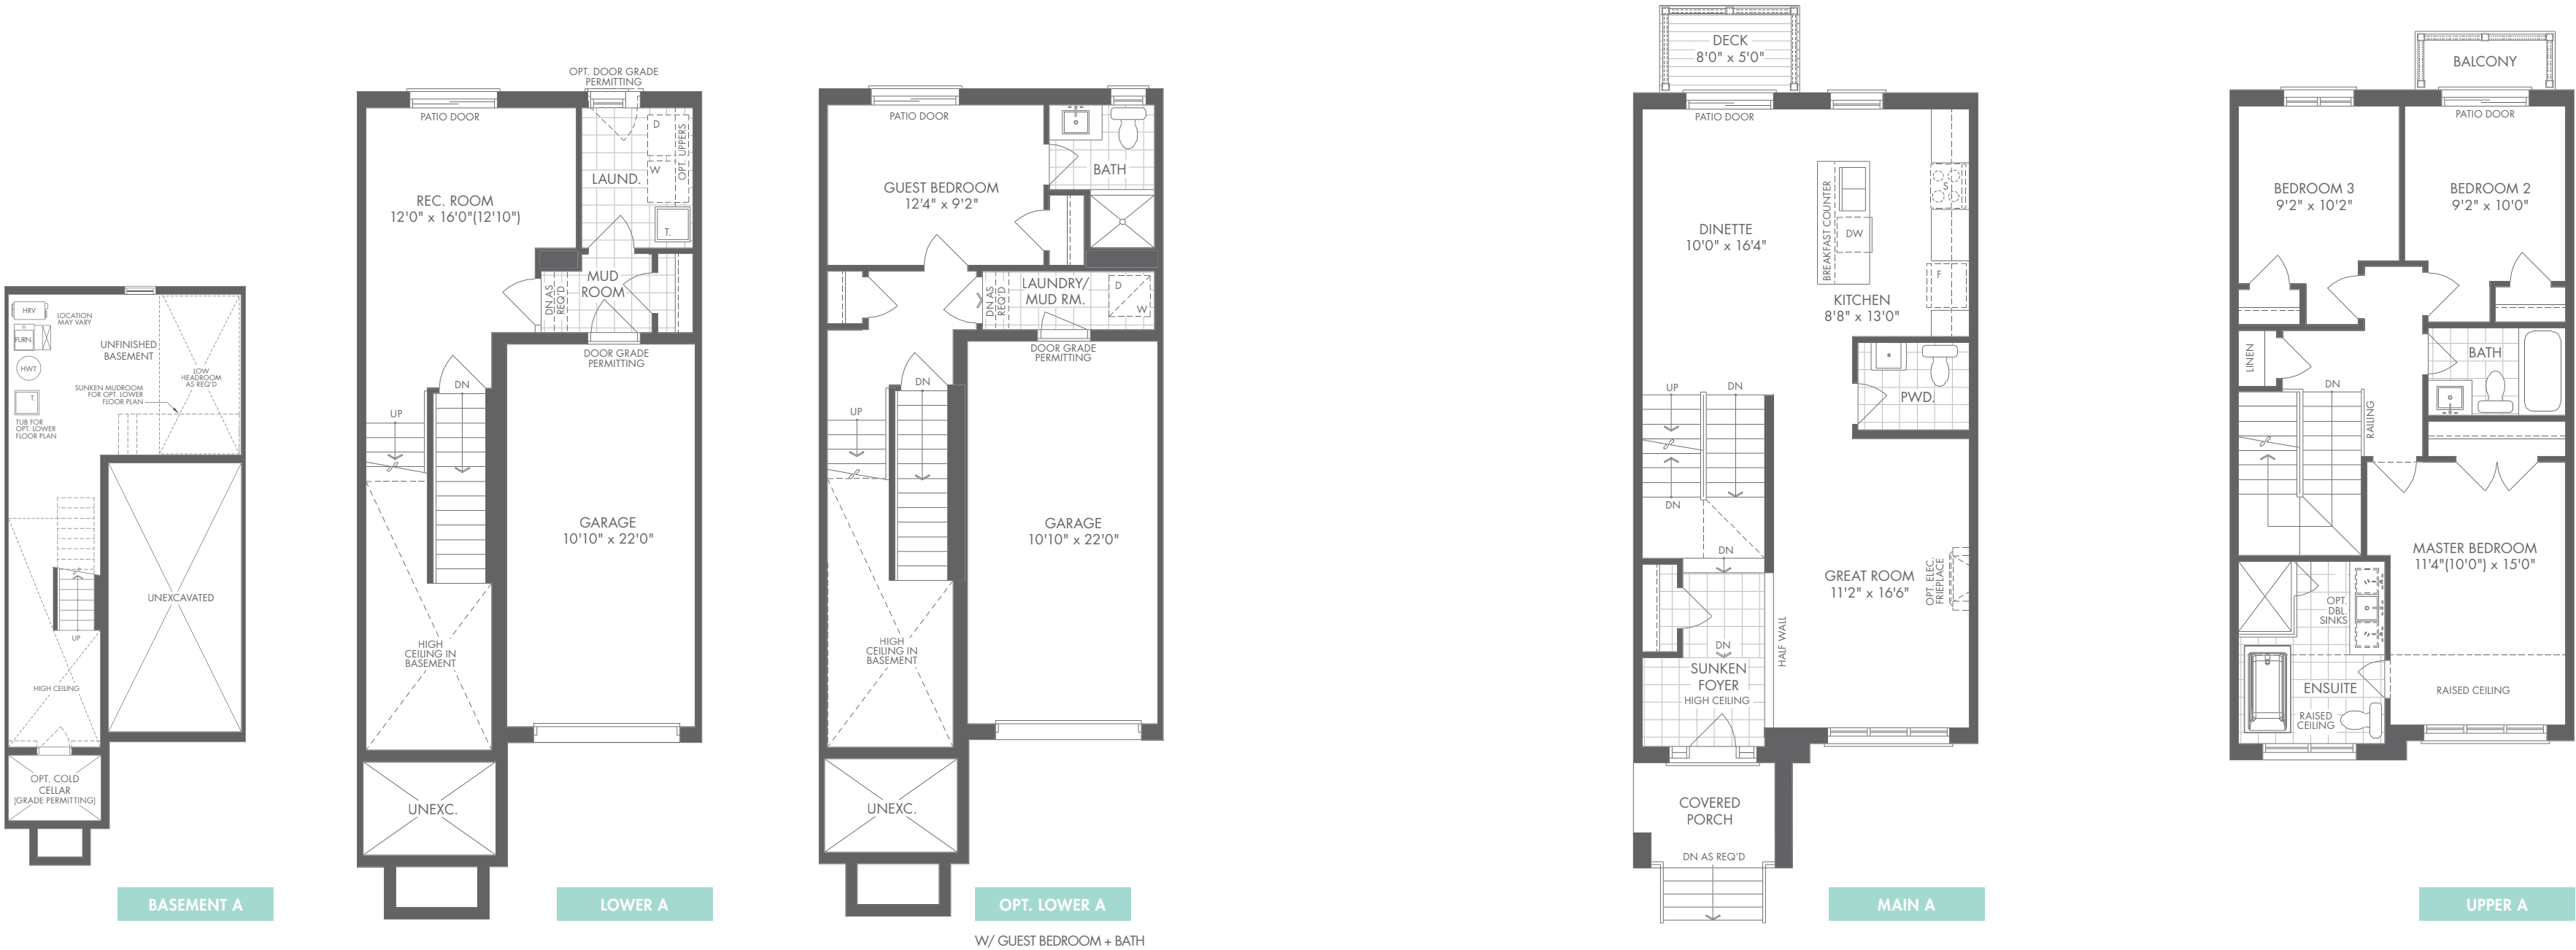 HRV
LOCATION
MAY VARY
FURN.
UNFINISHED
BASEMENT
HWT
LOW
HEADROOM
AS REQ'D
SUNKEN MUDROOM
FOR OPT. LOWER
FLOOR PLAN
T.
TUB FOR
OPT. LOWER
FLOOR PLAN
UNEXCAVATED
UP
HIGH CEILING
OPT. COLD
CELLAR
(GRADE PERMITTING)
BASEMENT A
OPT. DOOR GRADE
PERMITTING
PATIO DOOR
D
OPT. UPPERS
W
LAUND.
REC. ROOM
12'0" x 16'0"(12'10")
T.
MUD
ROOM
DN AS
REQ'D
DOOR GRADE
PERMITTING
DN
UP
GARAGE
10'10" x 22'0"
HIGH
CEILING IN
BASEMENT
UNEXC.
LOWER A
PATIO DOOR
BATH
GUEST BEDROOM
12'4" x 9'2"
LAUNDRY/
MUD RM.
DN AS
REQ'D
D
W
DOOR GRADE
PERMITTING
DN
UP
GARAGE
10'10" x 22'0"
HIGH
CEILING IN
BASEMENT
UNEXC.
OPT. LOWER A
W/ GUEST BEDROOM + BATH
DECK
8'0" x 5'0"
PATIO DOOR
BREAKFAST COUNTER
S
DINETTE
10'0" x 16'4"
DW
F
KITCHEN
8'8" x 13'0"
PWD.
UP
DN
DN
DN
GREAT ROOM
11'2" x 16'6"
OPT. ELEC.
FRIEPLACE
HALF WALL
DN
SUNKEN
FOYER
HIGH CEILING
COVERED
PORCH
DN AS REQ'D
MAIN A
BALCONY
PATIO DOOR
BEDROOM 3
9'2" x 10'2"
BEDROOM 2
9'2" x 10'0"
LINEN
BATH
DN
RAILING
MASTER BEDROOM
11'4"(10'0") x 15'0"
OPT.
DBL.
SINKS
ENSUITE
RAISED
CEILING
RAISED CEILING
UPPER A